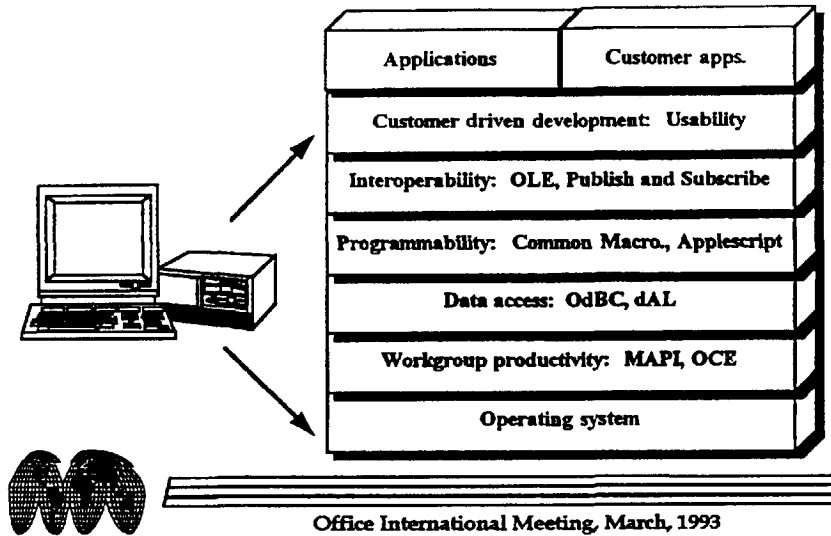 Applications
Customer apps.
Customer driven development: Usability
Interoperability: OLE, Publish and Subscribe
Programmability: Common Macro., Applescript
Data access: OdBC, dAL
Workgroup productivity: MAPI, OCE
Operating system
Office International Meeting, March, 1993